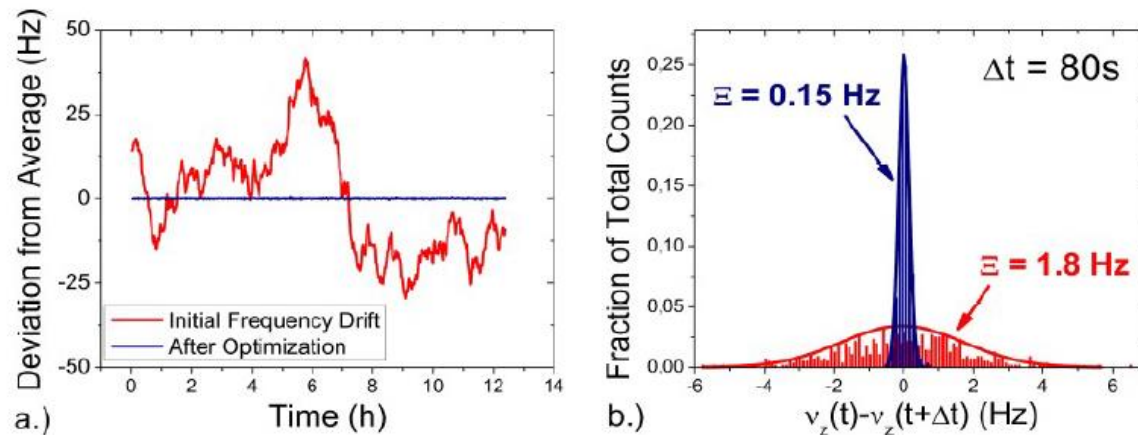 50
25
0
-25
-50
Deviation from Average (Hz)
Initial Frequency Drift
After Optimization
0 2 4 6 8 10 12 14
Time (h)
a.)
0,25
0,20
0,15
0,10
0,05
0,00
Fraction of Total Counts
Δt = 80s
Ξ = 0.15 Hz
Ξ = 1.8 Hz
-6 -4 -2 0 2 4 6
ν_z(t)-ν_z(t+Δt) (Hz)
b.)